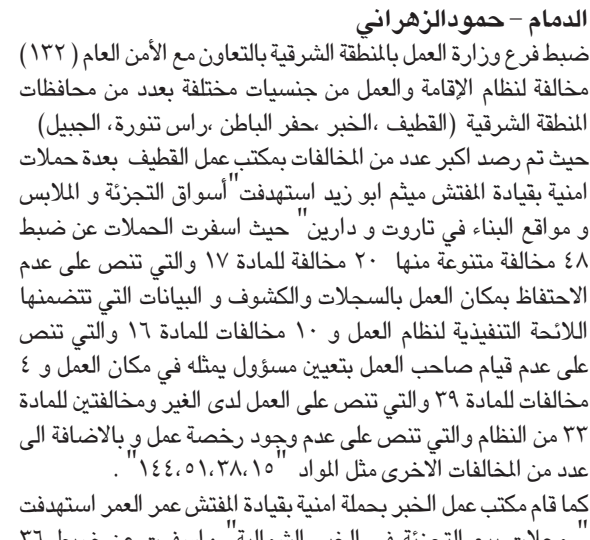 الدمام – حمودالزهراني
ضبط فرع وزارة العمل بالمنطقة الشرقية بالتعاون مع الأمن العام (١٣٢)
مخالفة لنظام الإقامة والعمل من جنسيات مختلفة بعدد من محافظات
المنطقة الشرقية (القطيف ،الخبر ،حفر الباطن ،راس تنورة، الجبيل)
حيث تم رصد اكبر عدد من المخالفات بمكتب عمل القطيف بعدة حملات
امنية بقيادة المفتش ميثم ابو زيد استهدفت"أسواق التجزئة و الملابس
و مواقع البناء في تاروت و دارين" حيث اسفرت الحملات عن ضبط
٤٨ مخالفة متنوعة منها ٢٠ مخالفة للمادة ١٧ والتي تنص على عدم
الاحتفاظ بمكان العمل بالسجلات والكشوف و البيانات التي تتضمنها
اللائحة التنفيذية لنظام العمل و ١٠ مخالفات للمادة ١٦ والتي تنص
على عدم قيام صاحب العمل بتعيين مسؤول يمثله في مكان العمل و ٤
مخالفات للمادة ٣٩ والتي تنص على العمل لدى الغير ومخالفتين للمادة
٣٣ من النظام والتي تنص على عدم وجود رخصة عمل و بالاضافة الى
عدد من المخالفات الاخرى مثل المواد "١٤٤،٥١،٣٨،١٥" .
كما قام مكتب عمل الخبر بحملة امنية بقيادة المفتش عمر العمر استهدفت